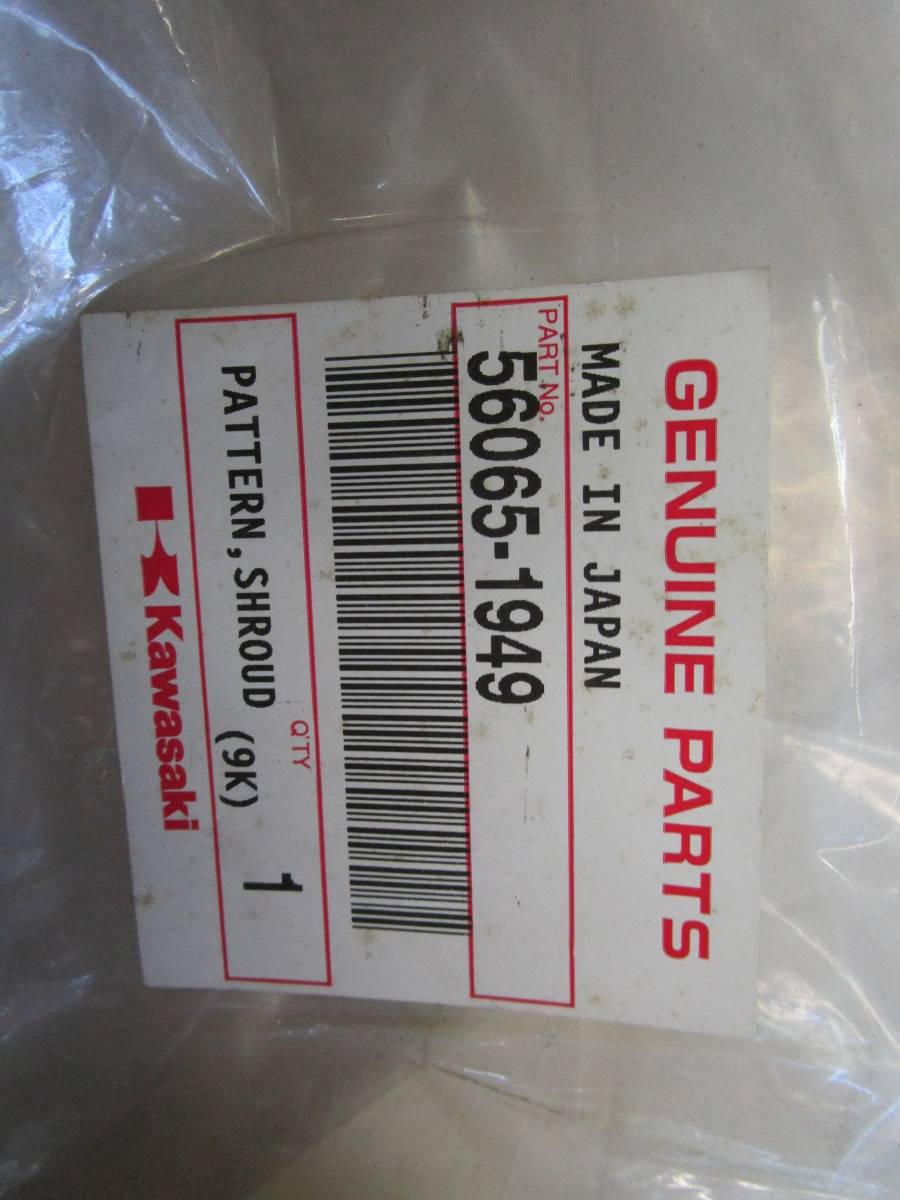 GENUINE PARTS
MADE IN JAPAN
PART No.
56065-1949
Q'TY
PATTERN,SHROUD (9K) 1
Kawasaki